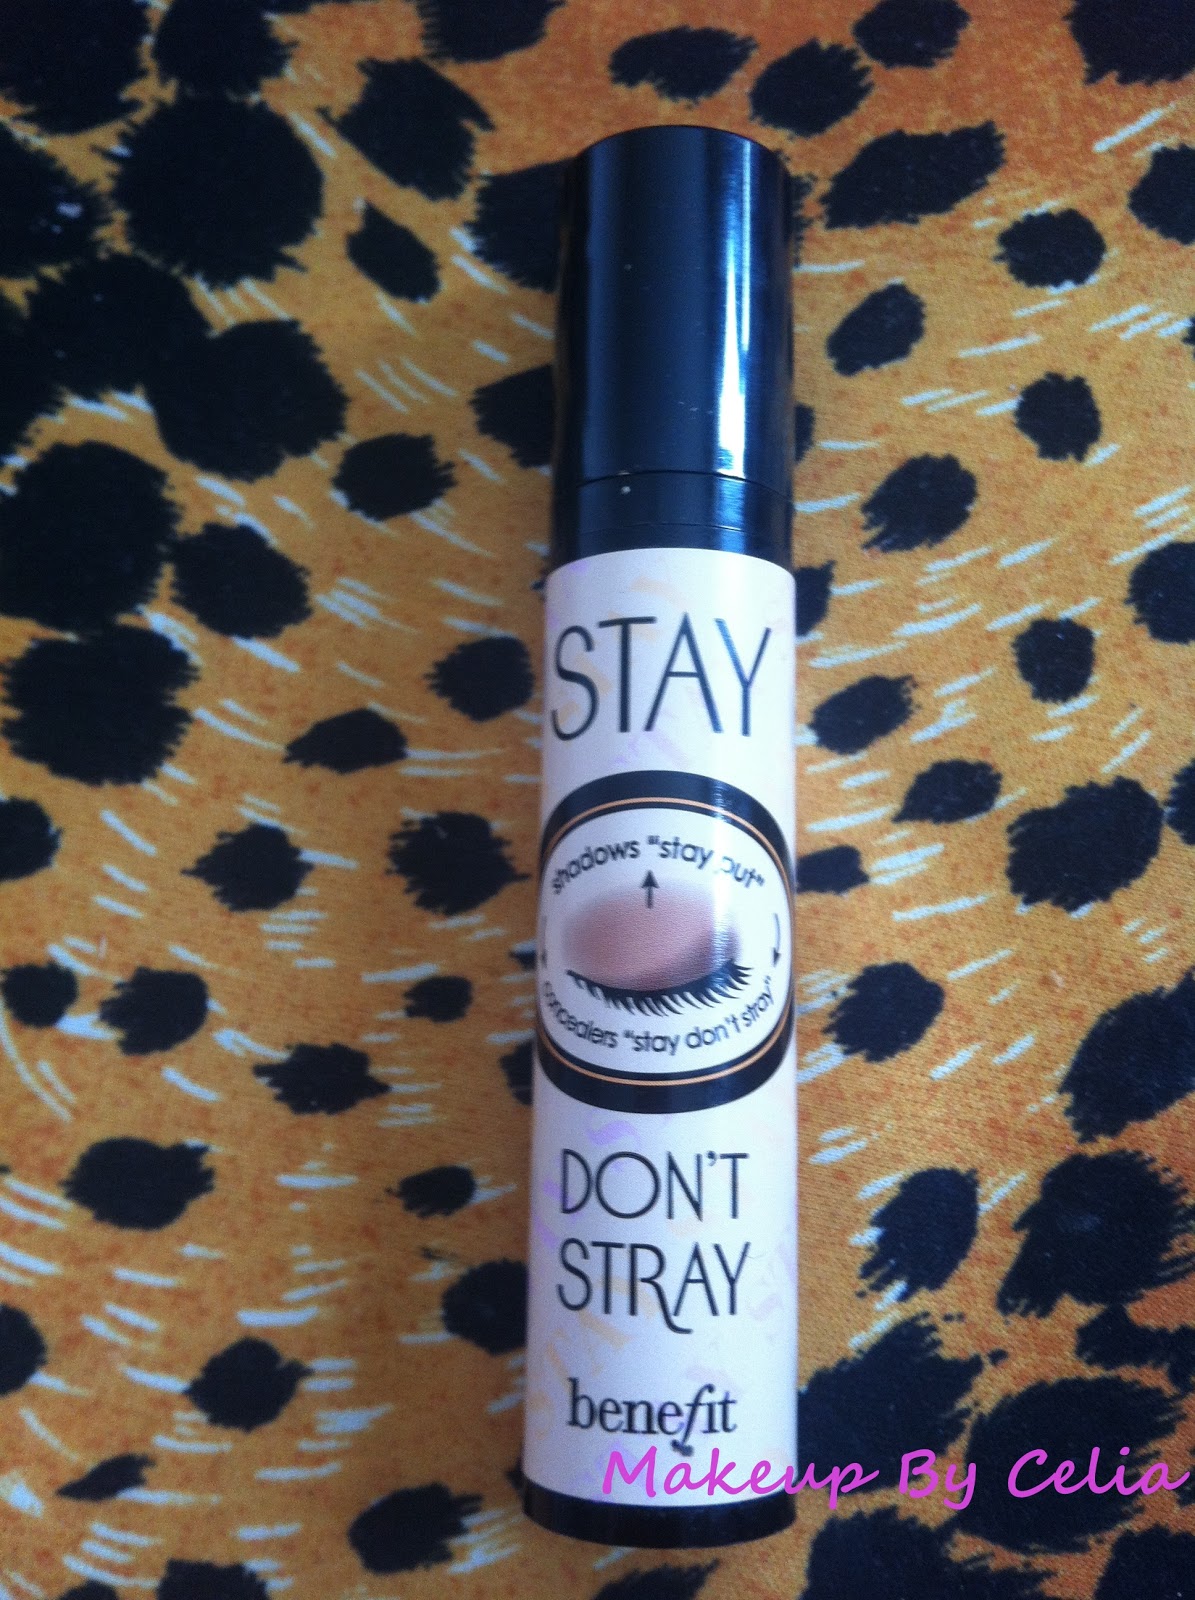 STAY
shadows "stay put"
concealers "stay don't stray"
DON'T
STRAY
benefit
Makeup By Celia